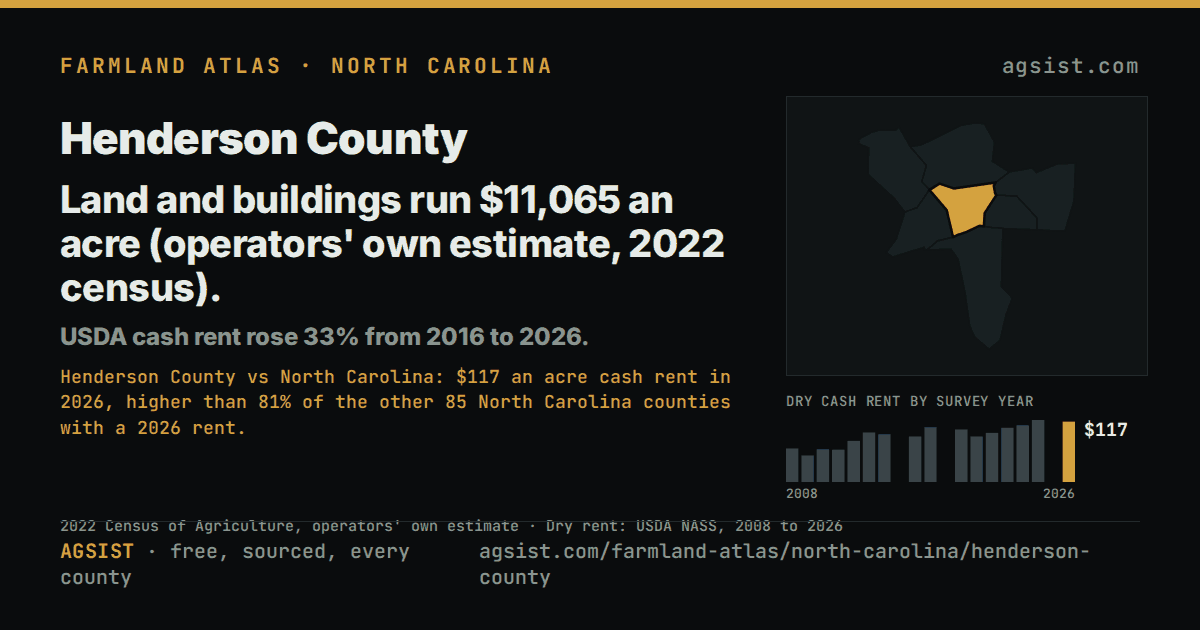 FARMLAND ATLAS · NORTH CAROLINA
agsist.com
Henderson County
Land and buildings run $11,065 an
acre (operators' own estimate, 2022
census).
USDA cash rent rose 33% from 2016 to 2026.
Henderson County vs North Carolina: $117 an acre cash rent in
2026, higher than 81% of the other 85 North Carolina counties
with a 2026 rent.
DRY CASH RENT BY SURVEY YEAR
$117
2008
2026
2022 Census of Agriculture, operators' own estimate · Dry rent: USDA NASS, 2008 to 2026
AGSIST · free, sourced, every
county
agsist.com/farmland-atlas/north-carolina/henderson-
county